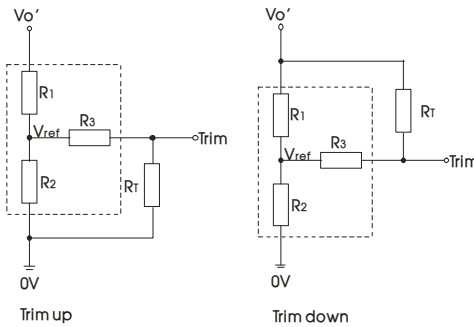 Vo'
R1
Vref
R3
Trim
R2
RT
0V
Trim up
Vo'
R1
RT
Vref
R3
Trim
R2
0V
Trim down